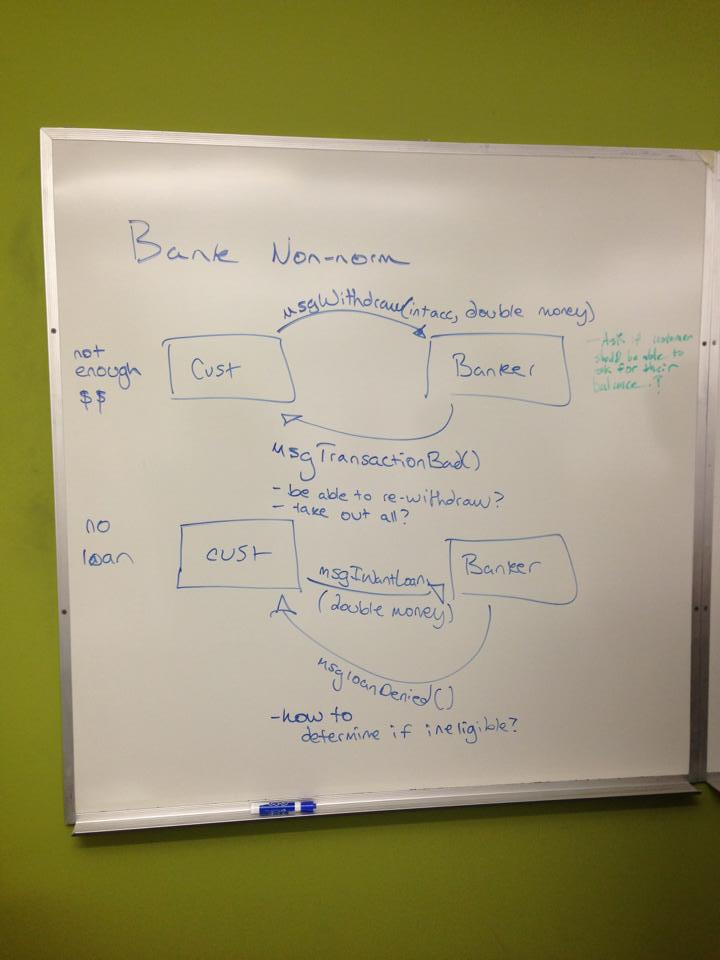 Bank Non-norm
msgWithdraw(int acc, double money)
not
enough
$$
Cust
Banker
- Ask if customer
should be able to
ask for their
balance.?
msgTransactionBad()
- be able to re-withdraw?
- take out all?
no
loan
cust
Banker
msgIWantLoan
(double money)
msgloanDenied()
-how to
determine if ineligible?